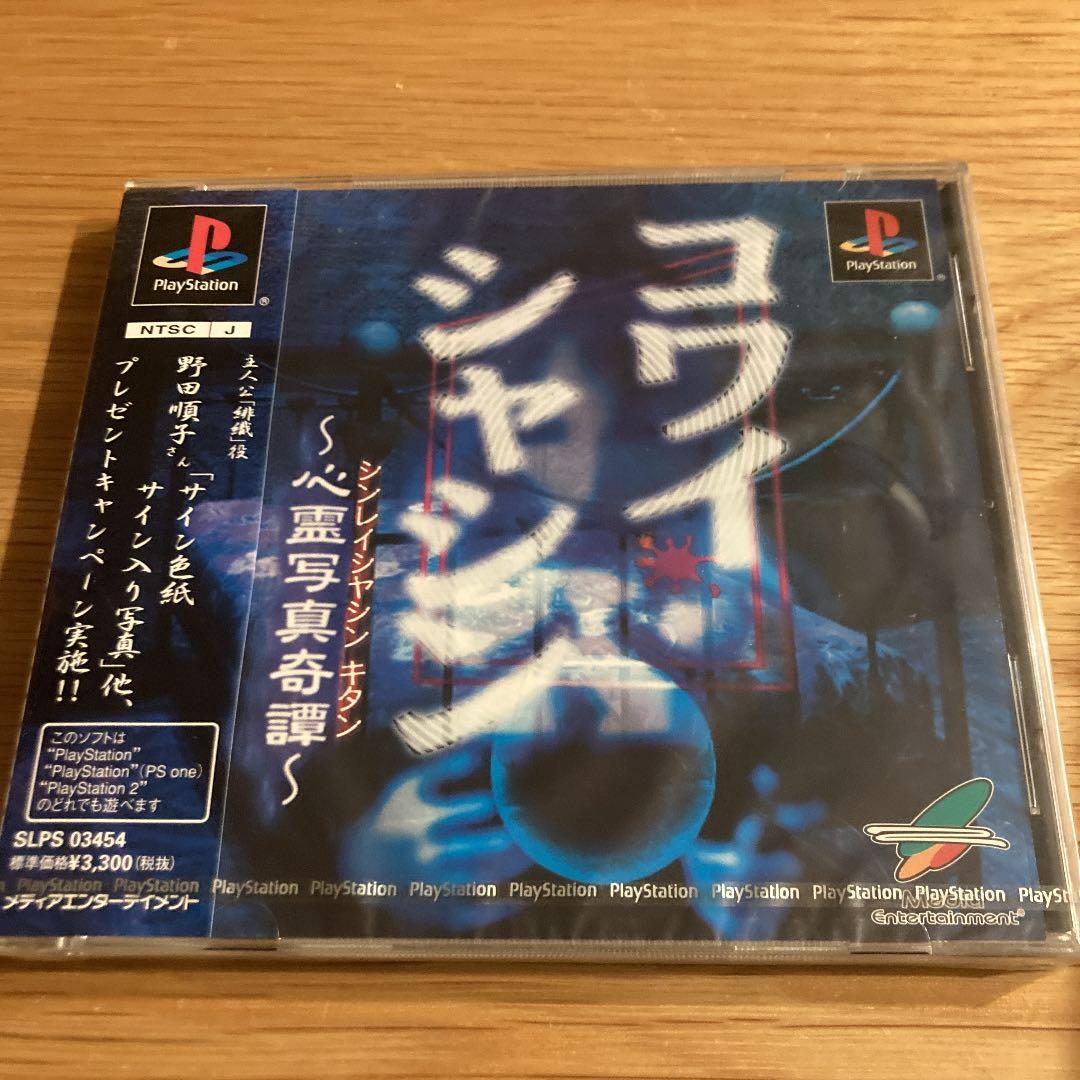 PlayStation
®
NTSC J
主人公「緋織」役
野田順子さん「サイン色紙
サイン入り写真」他、
プレゼントキャンペーン実施!!
このソフトは
"PlayStation"
"PlayStation" (PS one)
"PlayStation 2"
のどれでも遊べます
SLPS 03454
標準価格¥3,300(税抜)
メディアエンターテイメント
コワイ
シャシン
シンレイシャシン キタン
〜心霊写真奇譚〜
PlayStation
®
PlayStation PlayStation PlayStation PlayStation PlayStation PlayStation PlayStation PlayStation PlayStation PlayStation PlayS
Media
Entertainment®